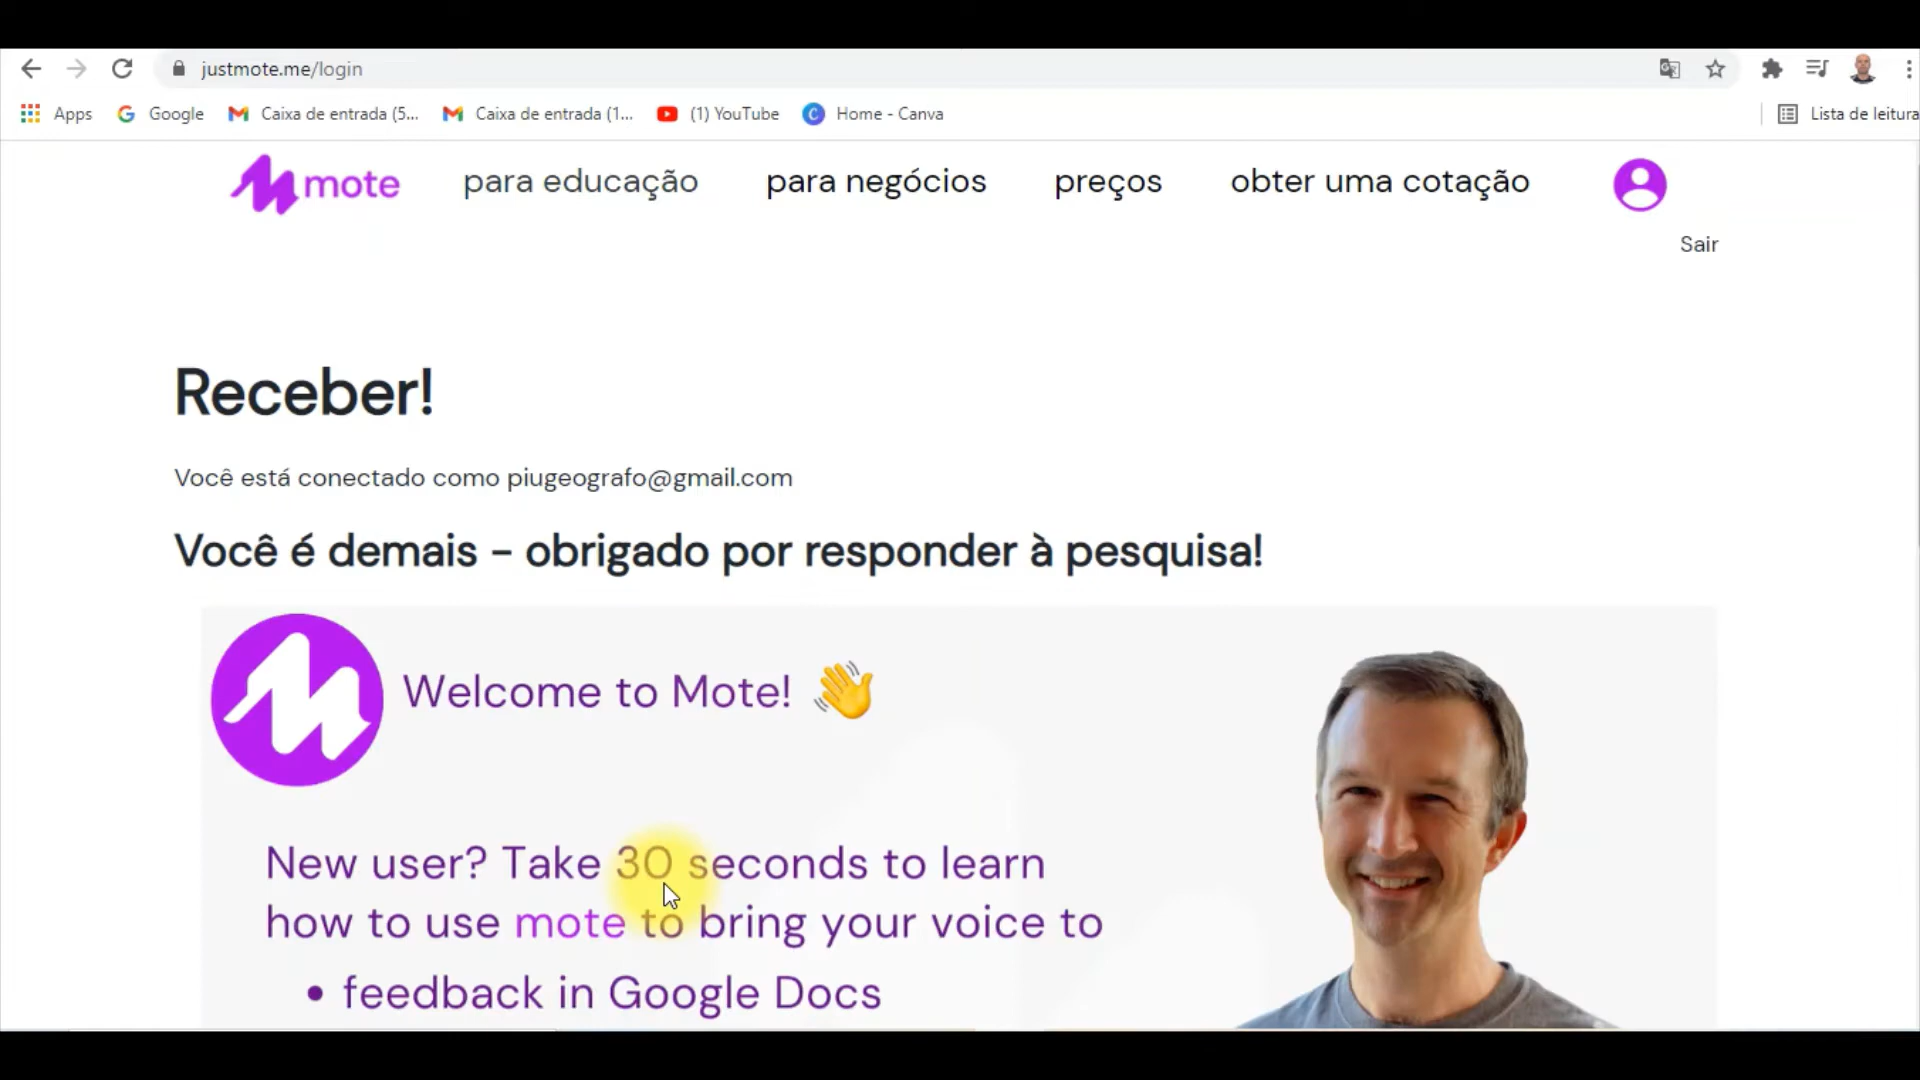 justmote.me/login
Apps
Google
Caixa de entrada (5...
Caixa de entrada (1...
(1) YouTube
Home - Canva
Lista de leitura
mote
para educação
para negócios
preços
obter uma cotação
Sair
Receber!
Você está conectado como piugeografo@gmail.com
Você é demais - obrigado por responder à pesquisa!
Welcome to Mote! 👋
New user? Take 30 seconds to learn
how to use mote to bring your voice to
• feedback in Google Docs